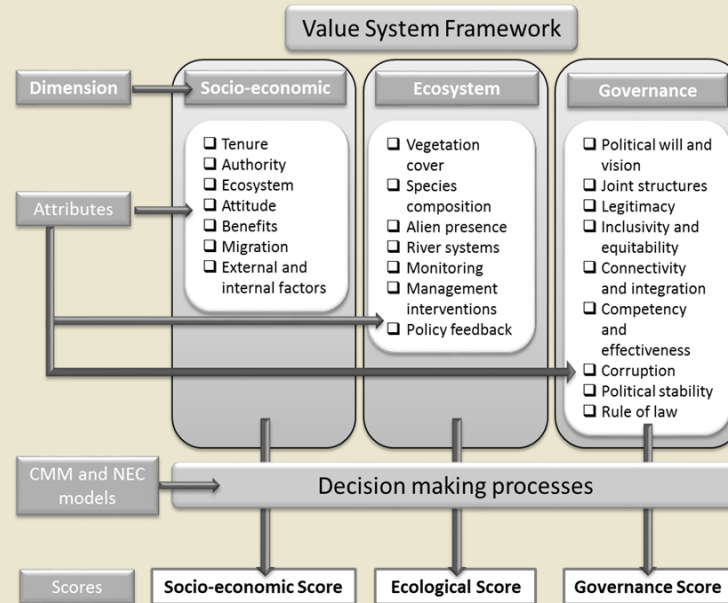 Value System Framework
Dimension
Socio-economic
Ecosystem
Governance
Attributes
Tenure
Authority
Ecosystem
Attitude
Benefits
Migration
External and
internal factors
Vegetation
cover
Species
composition
Alien presence
River systems
Monitoring
Management
interventions
Policy feedback
Political will and
vision
Joint structures
Legitimacy
Inclusivity and
equitability
Connectivity
and integration
Competency
and
effectiveness
Corruption
Political stability
Rule of law
CMM and NEC
models
Decision making processes
Scores
Socio-economic Score
Ecological Score
Governance Score